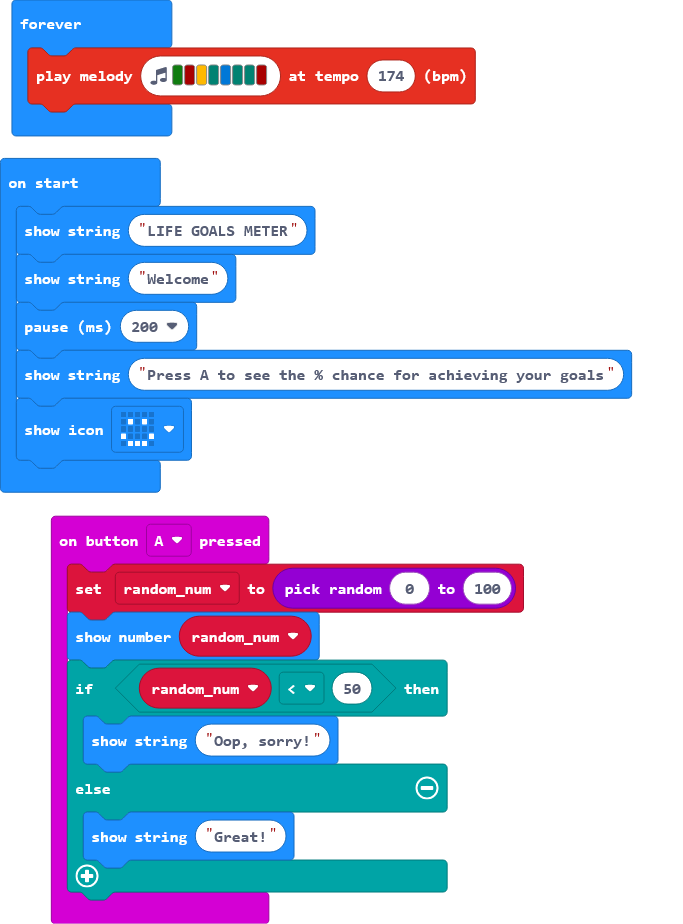 forever
play melody at tempo 174 (bpm)
on start
show string "LIFE GOALS METER"
show string "Welcome"
pause (ms) 200
show string "Press A to see the % chance for achieving your goals"
show icon
on button A pressed
set random_num to pick random 0 to 100
show number random_num
if random_num < 50 then
show string "Oop, sorry!"
else
show string "Great!"